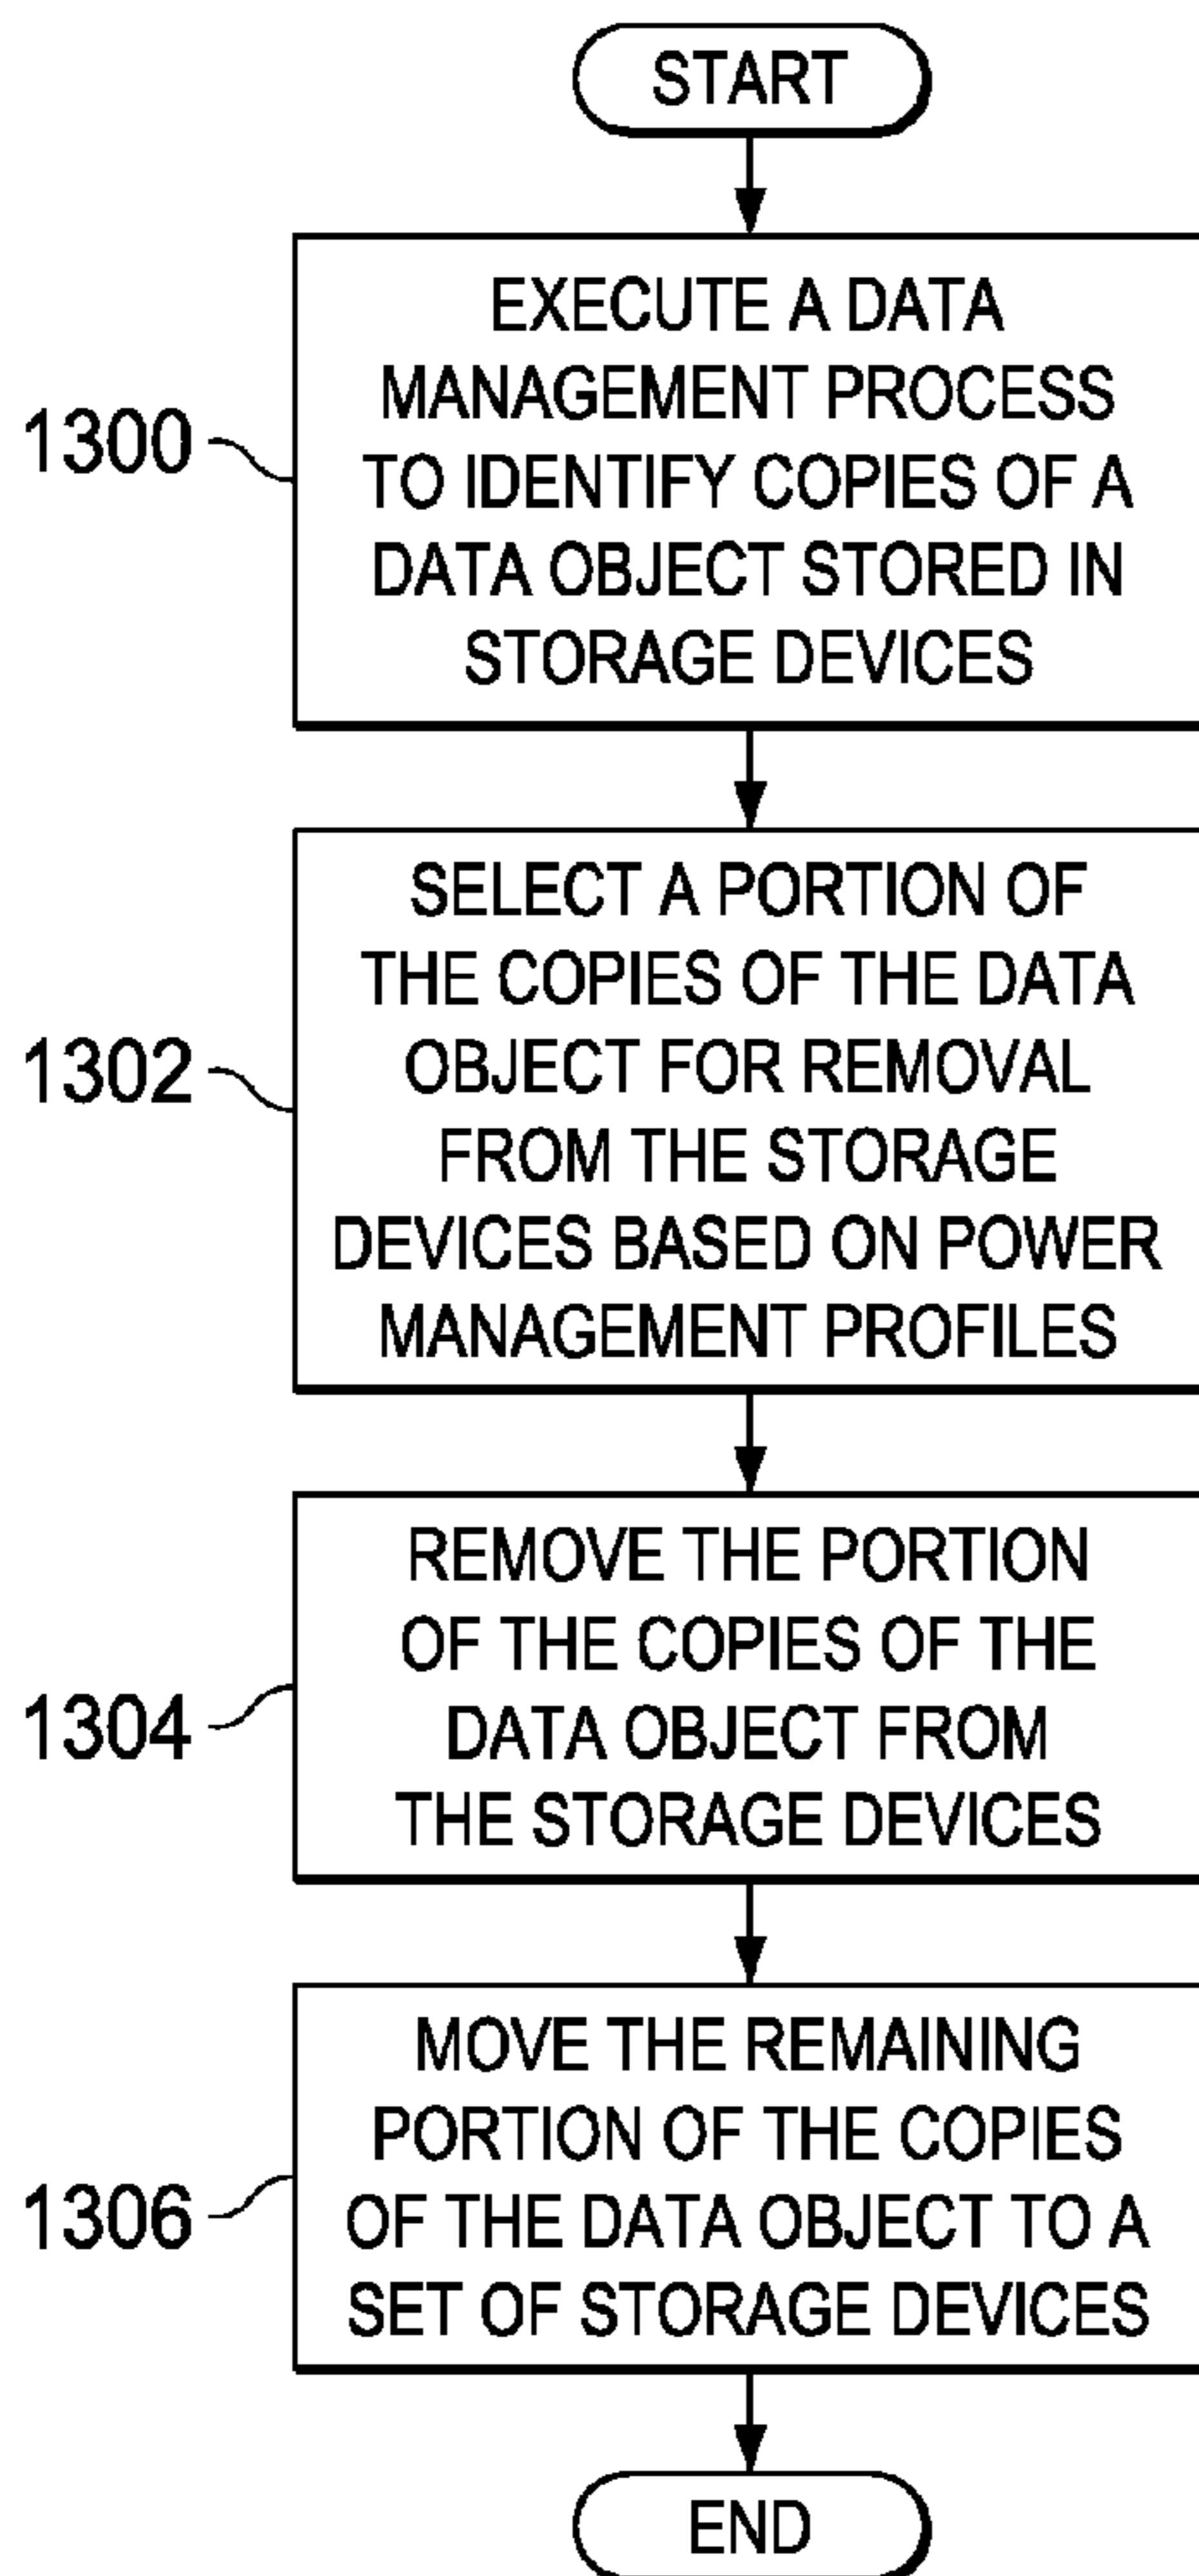 START
1300
EXECUTE A DATA
MANAGEMENT PROCESS
TO IDENTIFY COPIES OF A
DATA OBJECT STORED IN
STORAGE DEVICES
1302
SELECT A PORTION OF
THE COPIES OF THE DATA
OBJECT FOR REMOVAL
FROM THE STORAGE
DEVICES BASED ON POWER
MANAGEMENT PROFILES
1304
REMOVE THE PORTION
OF THE COPIES OF THE
DATA OBJECT FROM
THE STORAGE DEVICES
1306
MOVE THE REMAINING
PORTION OF THE COPIES
OF THE DATA OBJECT TO A
SET OF STORAGE DEVICES
END